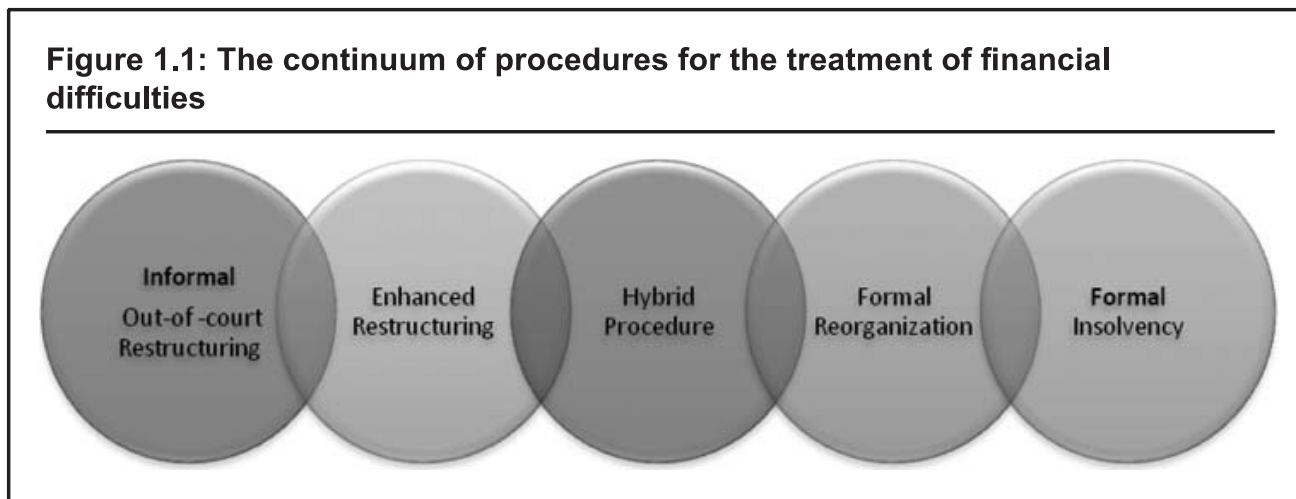 Figure 1.1: The continuum of procedures for the treatment of financial
difficulties
Informal
Out-of-court
Restructuring
Enhanced
Restructuring
Hybrid
Procedure
Formal
Reorganization
Formal
Insolvency